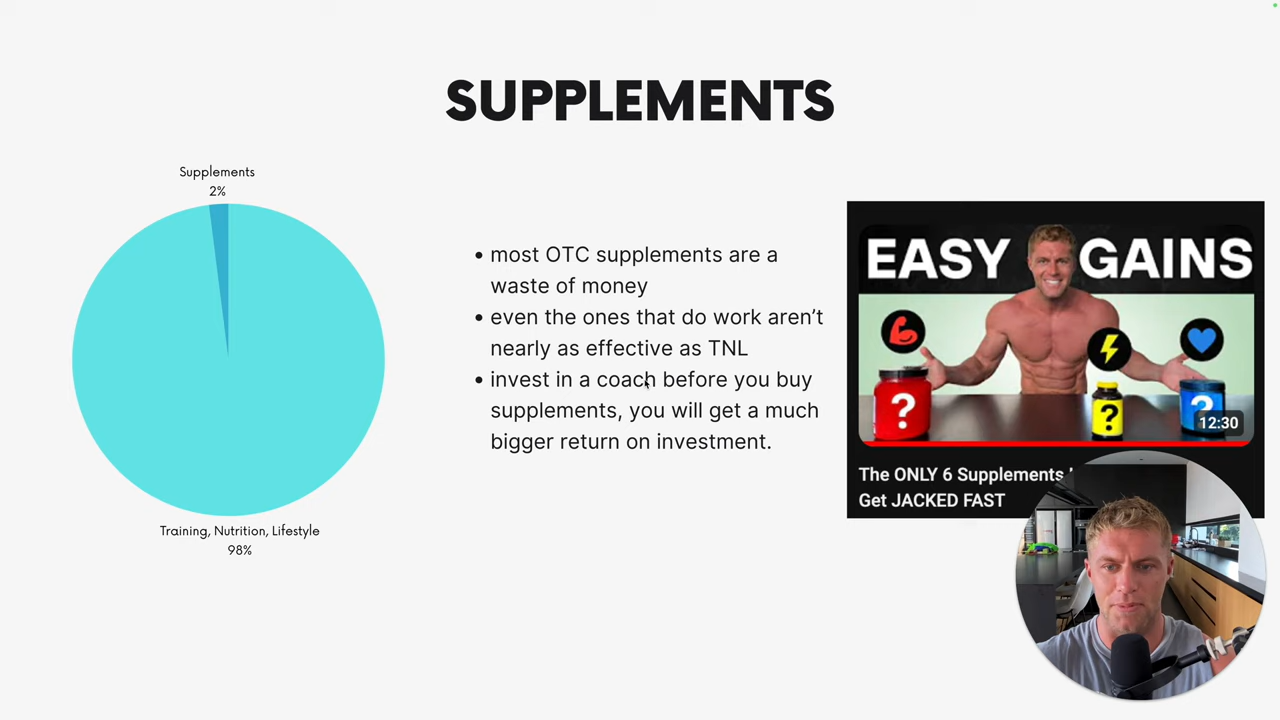 SUPPLEMENTS
Supplements
2%
Training, Nutrition, Lifestyle
98%
• most OTC supplements are a
waste of money
• even the ones that do work aren’t
nearly as effective as TNL
• invest in a coach before you buy
supplements, you will get a much
bigger return on investment.
EASY GAINS
? ? ?
12:30
The ONLY 6 Supplements
Get JACKED FAST